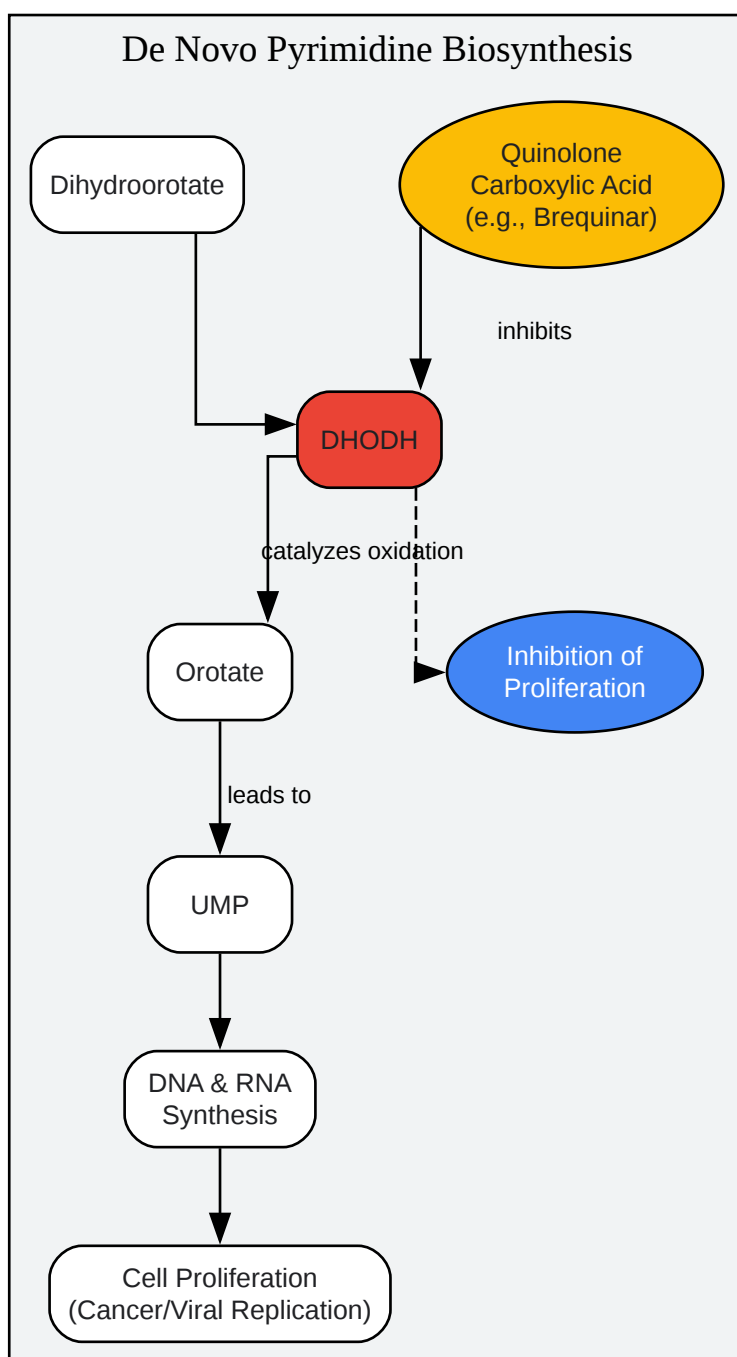 De Novo Pyrimidine Biosynthesis
Dihydroorotate
Quinolone
Carboxylic Acid
(e.g., Brequinar)
inhibits
DHODH
catalyzes oxidation
Orotate
Inhibition of
Proliferation
leads to
UMP
DNA & RNA
Synthesis
Cell Proliferation
(Cancer/Viral Replication)